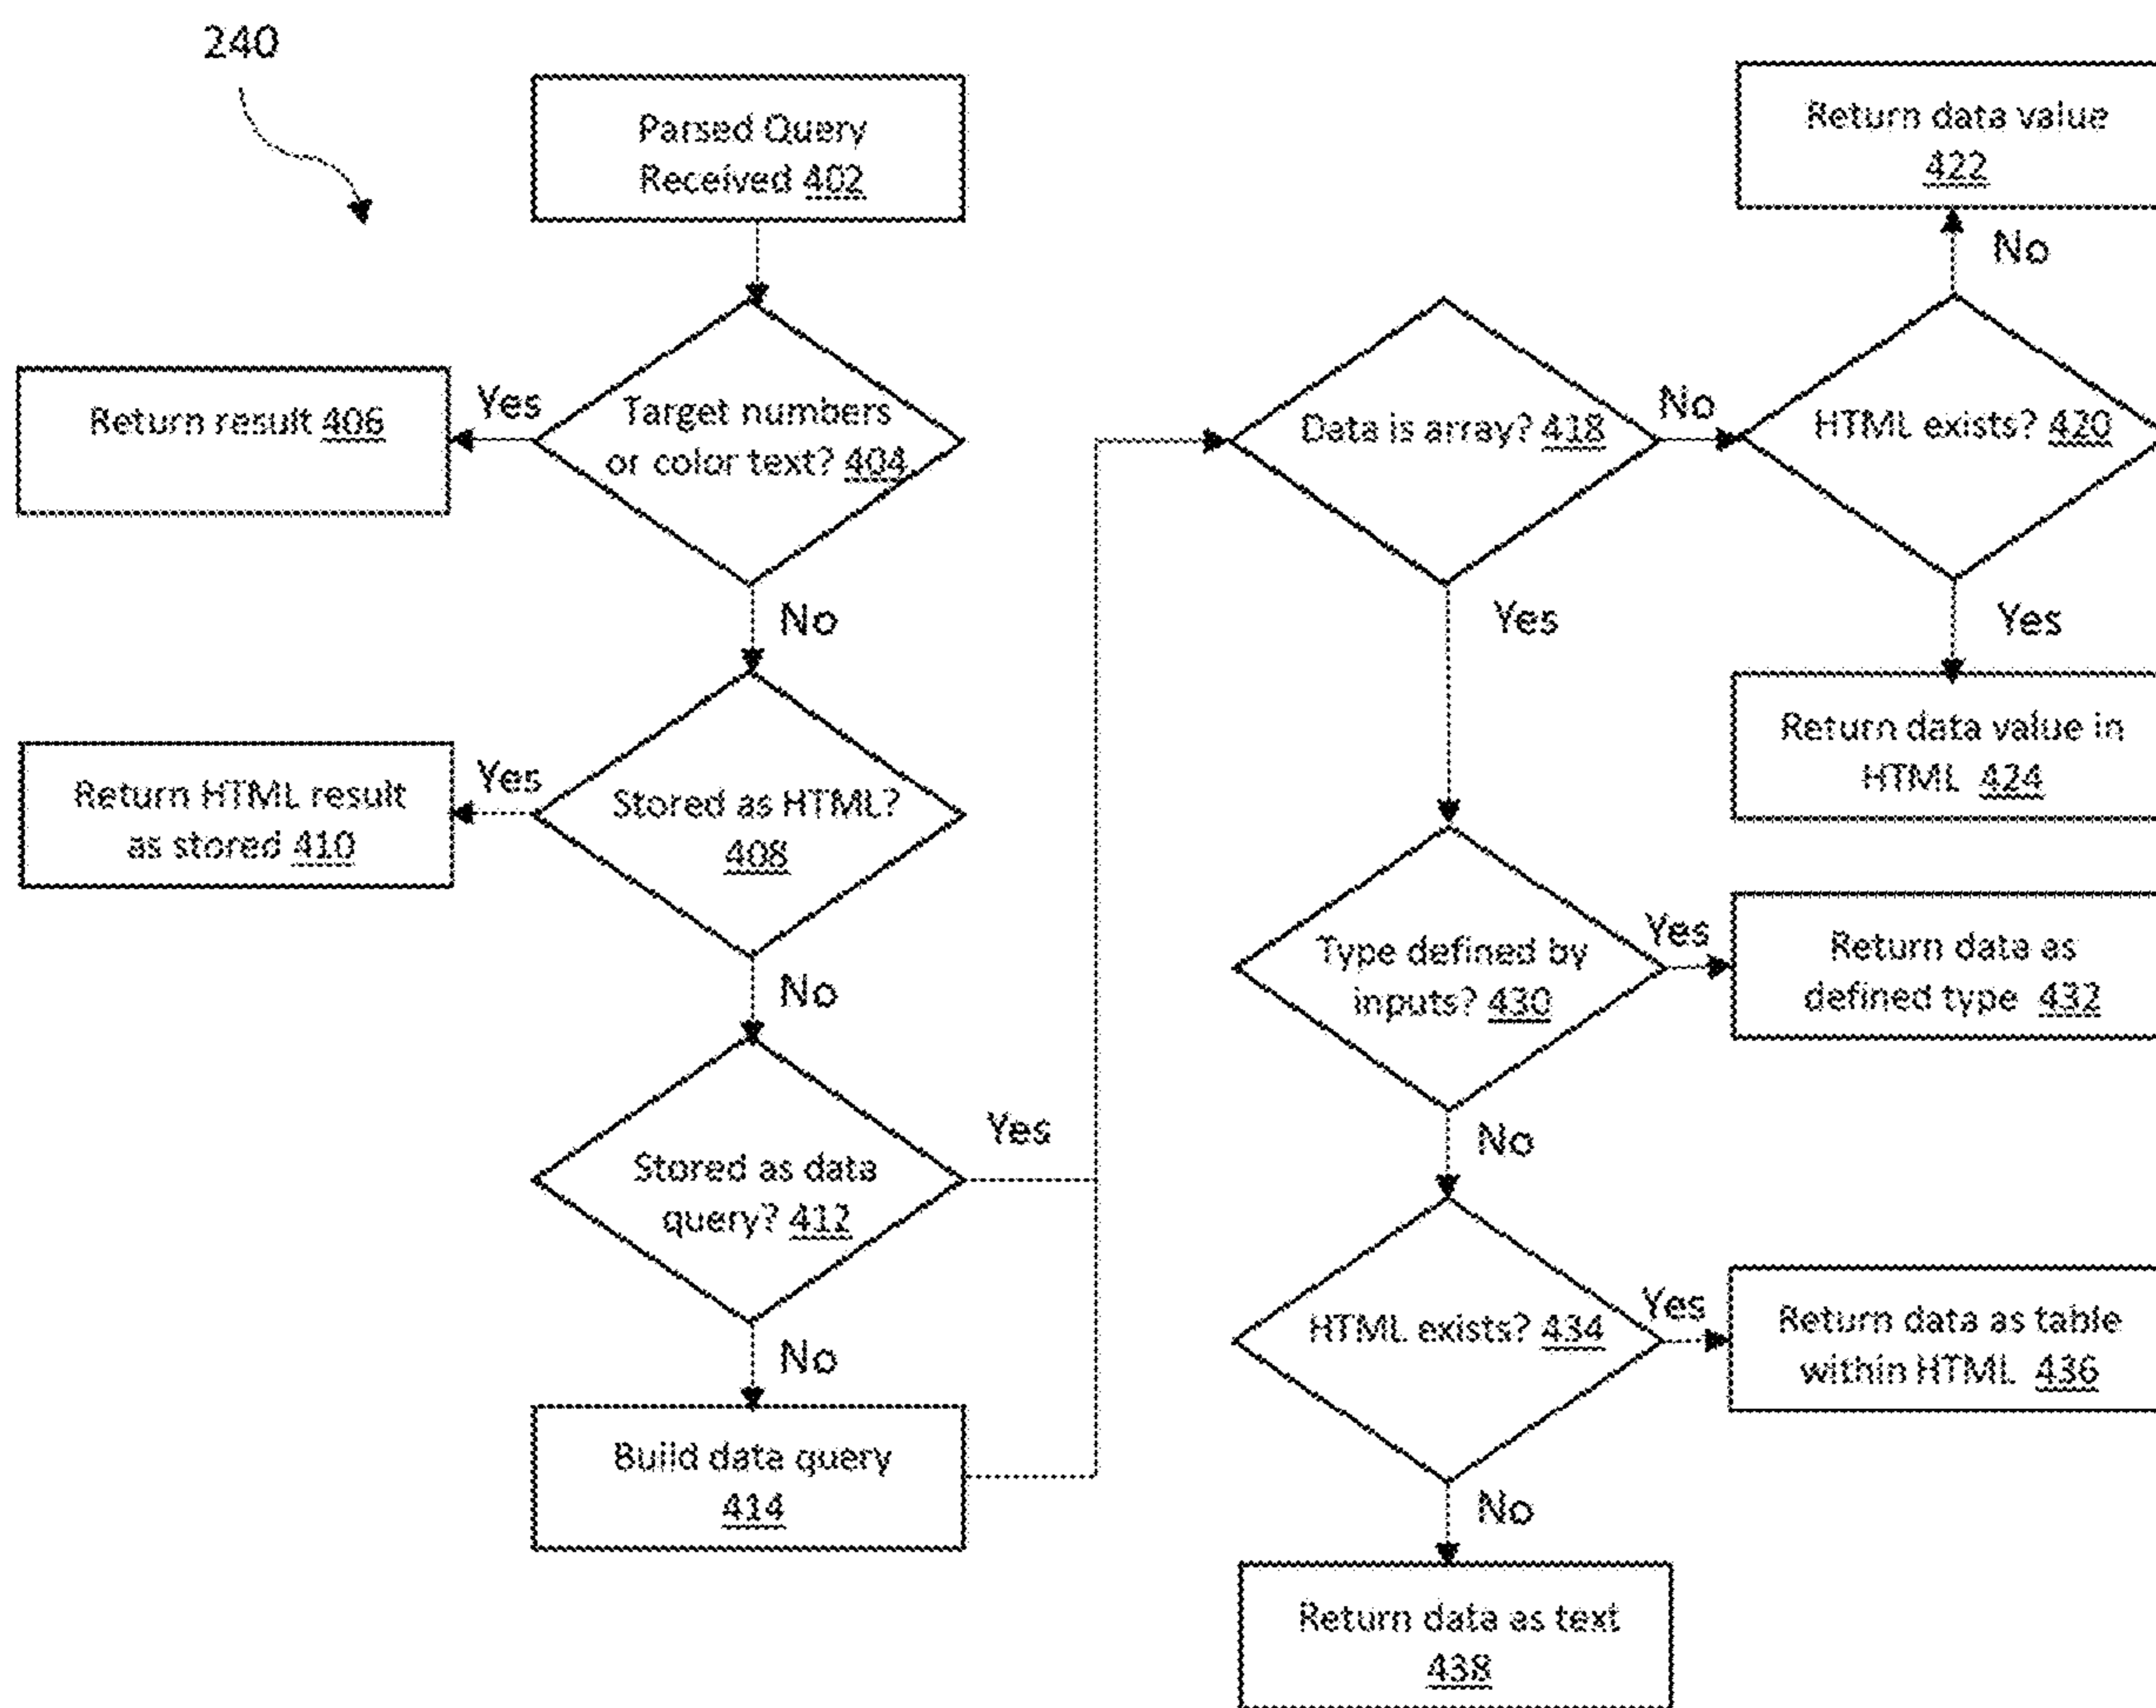 240
Parsed Query
Received 402
Target numbers
or color text? 404
Yes
Return result 406
No
Stored as HTML?
408
Yes
Return HTML result
as stored 410
No
Stored as data
query? 412
Yes
No
Build data query
414
Data is array? 418
No
HTML exists? 420
No
Return data value
422
Yes
Return data value in
HTML 424
Yes
Type defined by
inputs? 430
Yes
Return data as
defined type 432
No
HTML exists? 434
Yes
Return data as table
within HTML 436
No
Return data as text
438